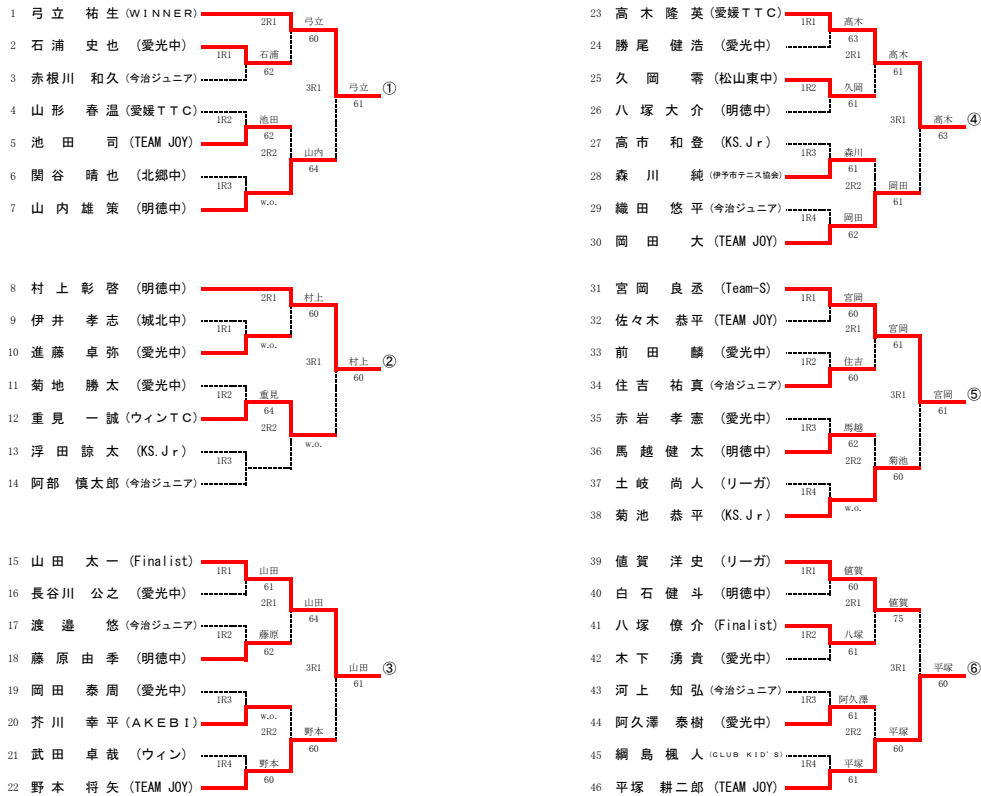 1 弓立 祐生 (WINNER)
2R1 弓立
60
2 石浦 史也 (愛光中)
1R1 石浦
62
3 赤根川 和久 (今治ジュニア)
3R1 弓立 ①
61
4 山形 春温 (愛媛TTC)
1R2 池田
62
5 池田 司 (TEAM JOY)
2R2 山内
64
6 関谷 晴也 (北郷中)
1R3
w.o.
7 山内雄策 (明徳中)
8 村上彰啓 (明徳中)
2R1 村上
60
9 伊井 孝志 (城北中)
1R1
w.o.
10 進藤 卓弥 (愛光中)
3R1 村上 ②
60
11 菊地 勝太 (愛光中)
1R2 重見
64
12 重見 一誠 (ウィンTC)
2R2
w.o.
13 浮田諒太 (KS.Jr)
1R3
14 阿部 慎太郎 (今治ジュニア)
15 山田 太一 (Finalist)
1R1 山田
61
16 長谷川 公之 (愛光中)
2R1 山田
64
17 渡邉 悠 (今治ジュニア)
1R2 藤原
62
18 藤原由季 (明徳中)
3R1 山田 ③
61
19 岡田 泰周 (愛光中)
1R3
w.o.
20 芥川 幸平 (AKEBI)
2R2 野本
60
21 武田 卓哉 (ウィン)
1R4 野本
60
22 野本 将矢 (TEAM JOY)
23 高木隆英 (愛媛TTC)
1R1 髙木
63
24 勝尾 健浩 (愛光中)
2R1 髙木
61
25 久岡 零 (松山東中)
1R2 久岡
61
26 八塚大介 (明徳中)
3R1 髙木 ④
63
27 高市 和登 (KS.Jr)
1R3 森川
61
28 森川 純 (伊予市テニス協会)
2R2 岡田
61
29 織田悠平 (今治ジュニア)
1R4 岡田
62
30 岡田 大 (TEAM JOY)
31 宮岡 良丞 (Team-S)
1R1 宮岡
60
32 佐々木 恭平 (TEAM JOY)
2R1 宮岡
61
33 前田 麟 (愛光中)
1R2 住吉
60
34 住吉 祐真 (今治ジュニア)
3R1 宮岡 ⑤
61
35 赤岩 孝憲 (愛光中)
1R3 馬越
62
36 馬越健太 (明徳中)
2R2 菊池
60
37 土岐 尚人 (リーガ)
1R4
w.o.
38 菊池 恭平 (KS.Jr)
39 値賀 洋史 (リーガ)
1R1 値賀
60
40 白石健斗 (明徳中)
2R1 値賀
75
41 八塚僚介 (Finalist)
1R2 八塚
61
42 木下 湧貴 (愛光中)
3R1 平塚 ⑥
60
43 河上 知弘 (今治ジュニア)
1R3 阿久澤
61
44 阿久澤 泰樹 (愛光中)
2R2 平塚
60
45 綱島楓人 (CLUB KID'S)
1R4 平塚
61
46 平塚 耕二郎 (TEAM JOY)